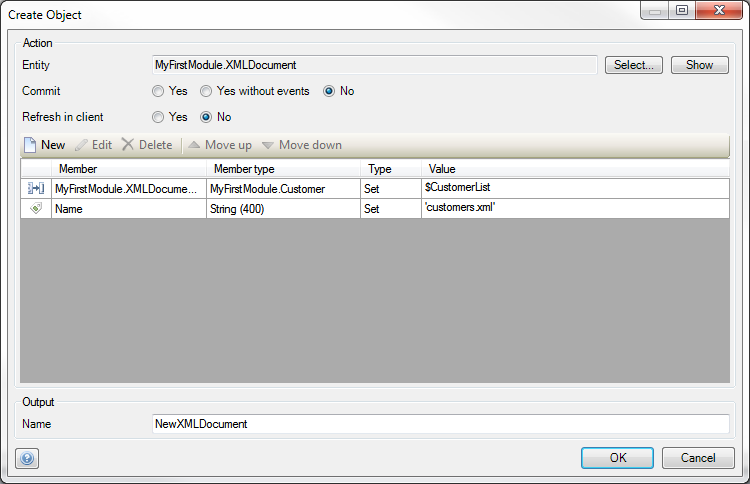 Create Object
Action
Entity MyFirstModule.XMLDocument Select... Show
Commit Yes Yes without events No
Refresh in client Yes No
New Edit Delete Move up Move down
Member Member type Type Value
MyFirstModule.XMLDocume... MyFirstModule.Customer Set $CustomerList
Name String (400) Set 'customers.xml'
Output
Name NewXMLDocument
OK Cancel